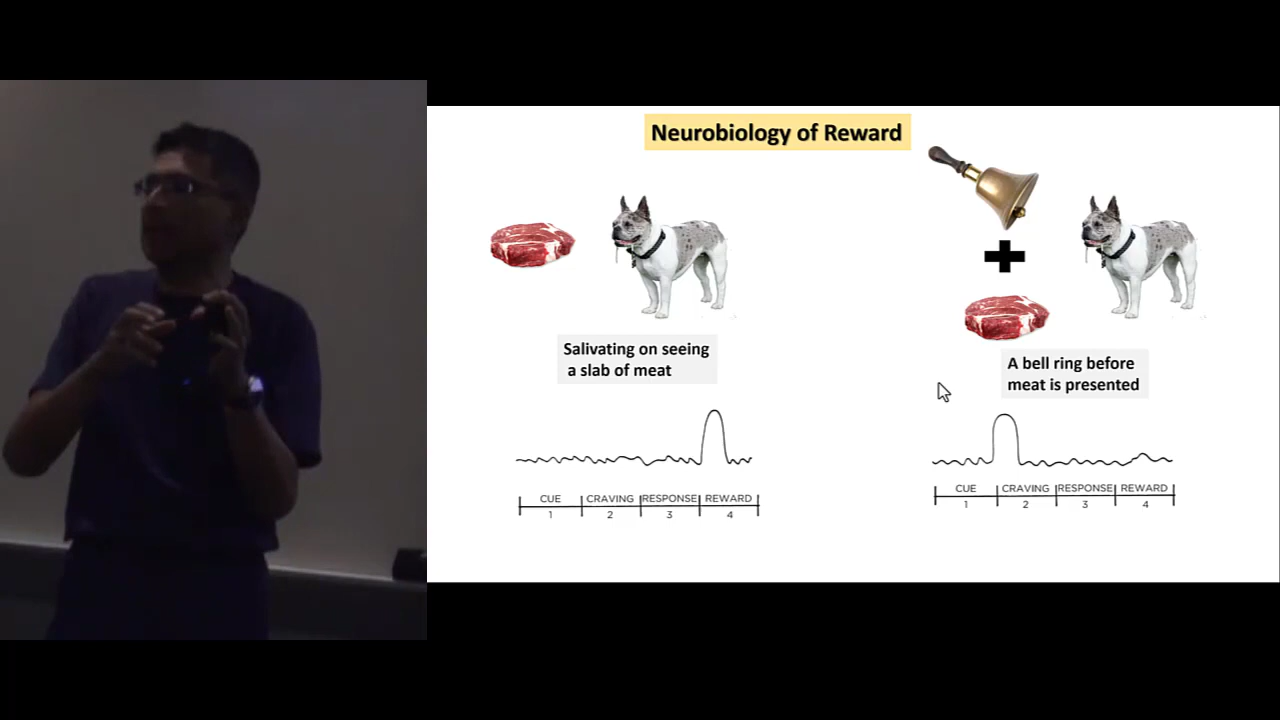 Neurobiology of Reward
Salivating on seeing
a slab of meat
CUE CRAVING RESPONSE REWARD
1 2 3 4
A bell ring before
meat is presented
CUE CRAVING RESPONSE REWARD
1 2 3 4